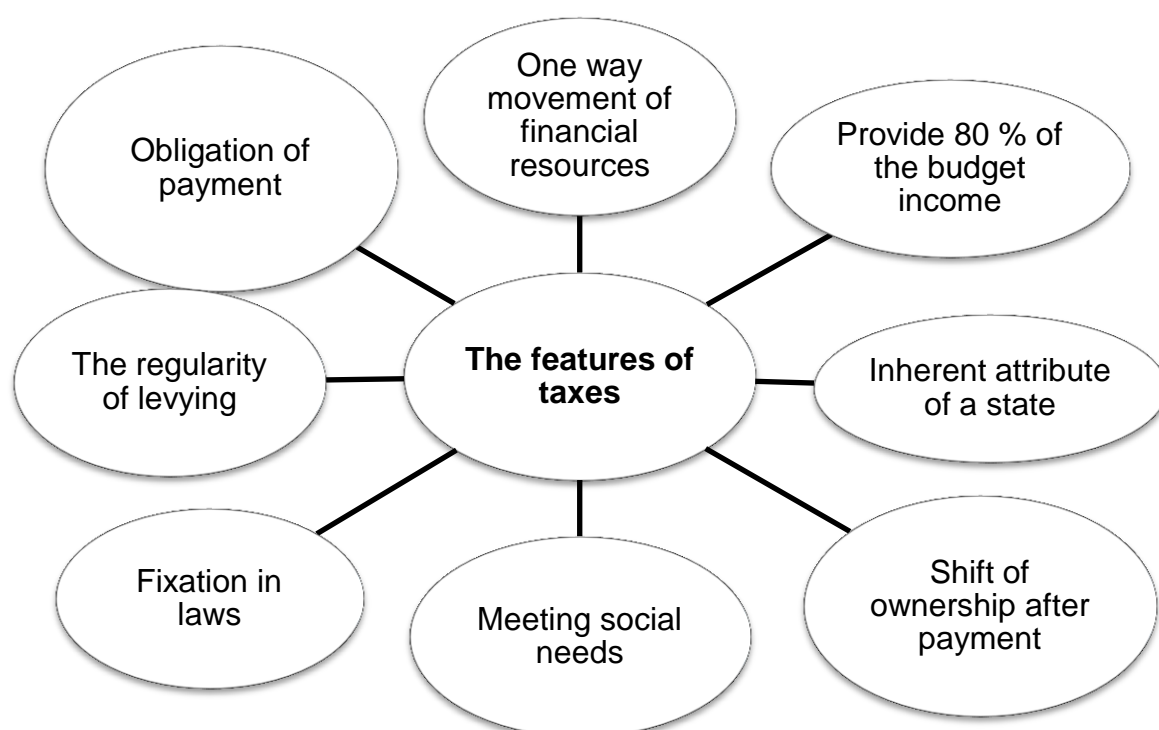 One way
movement of
financial
resources
Obligation of
payment
Provide 80 % of
the budget
income
The regularity
of levying
The features of
taxes
Inherent attribute
of a state
Fixation in
laws
Meeting social
needs
Shift of
ownership after
payment